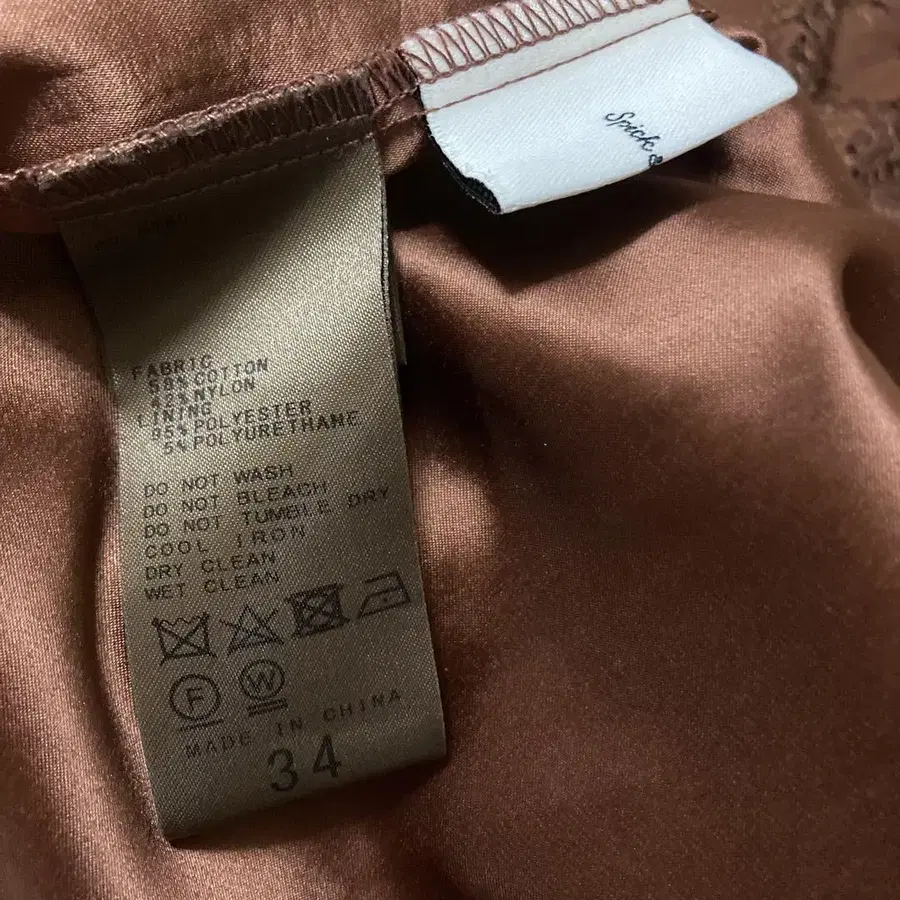 Spick &
FABRIC
58% COTTON
42% NYLON
LINING
95% POLYESTER
5% POLYURETHANE
DO NOT WASH
DO NOT BLEACH
DO NOT TUMBLE DRY
COOL IRON
DRY CLEAN
WET CLEAN
F W
MADE IN CHINA
34